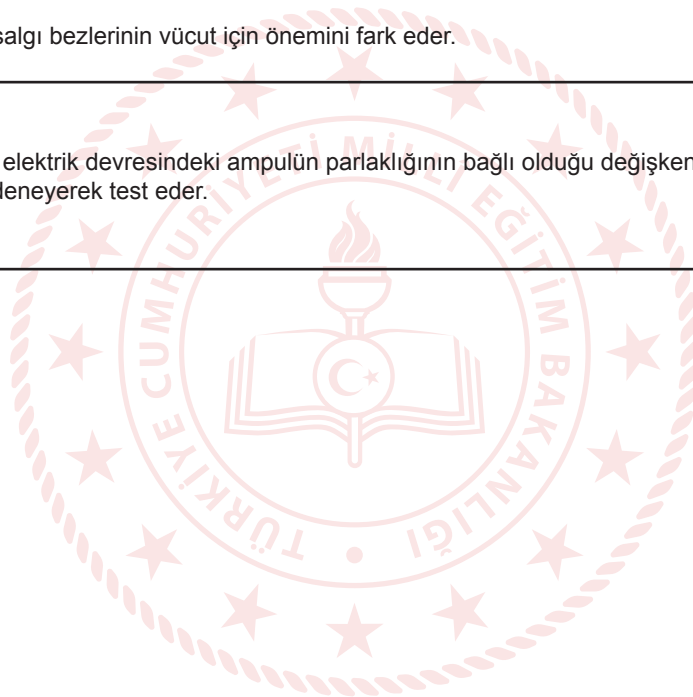 salgı bezlerinin vücut için önemini fark eder.
elektrik devresindeki ampulün parlaklığının bağlı olduğu değişken
deneyerek test eder.
TÜRKİYE CUMHURİYETİ MİLLÎ EĞİTİM BAKANLIĞI